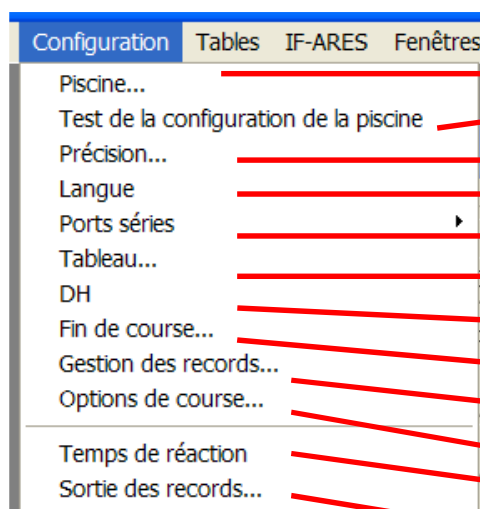 Configuration Tables IF-ARES Fenêtres
Piscine...
Test de la configuration de la piscine
Précision...
Langue
Ports séries
Tableau...
DH
Fin de course...
Gestion des records...
Options de course...
Temps de réaction
Sortie des records...